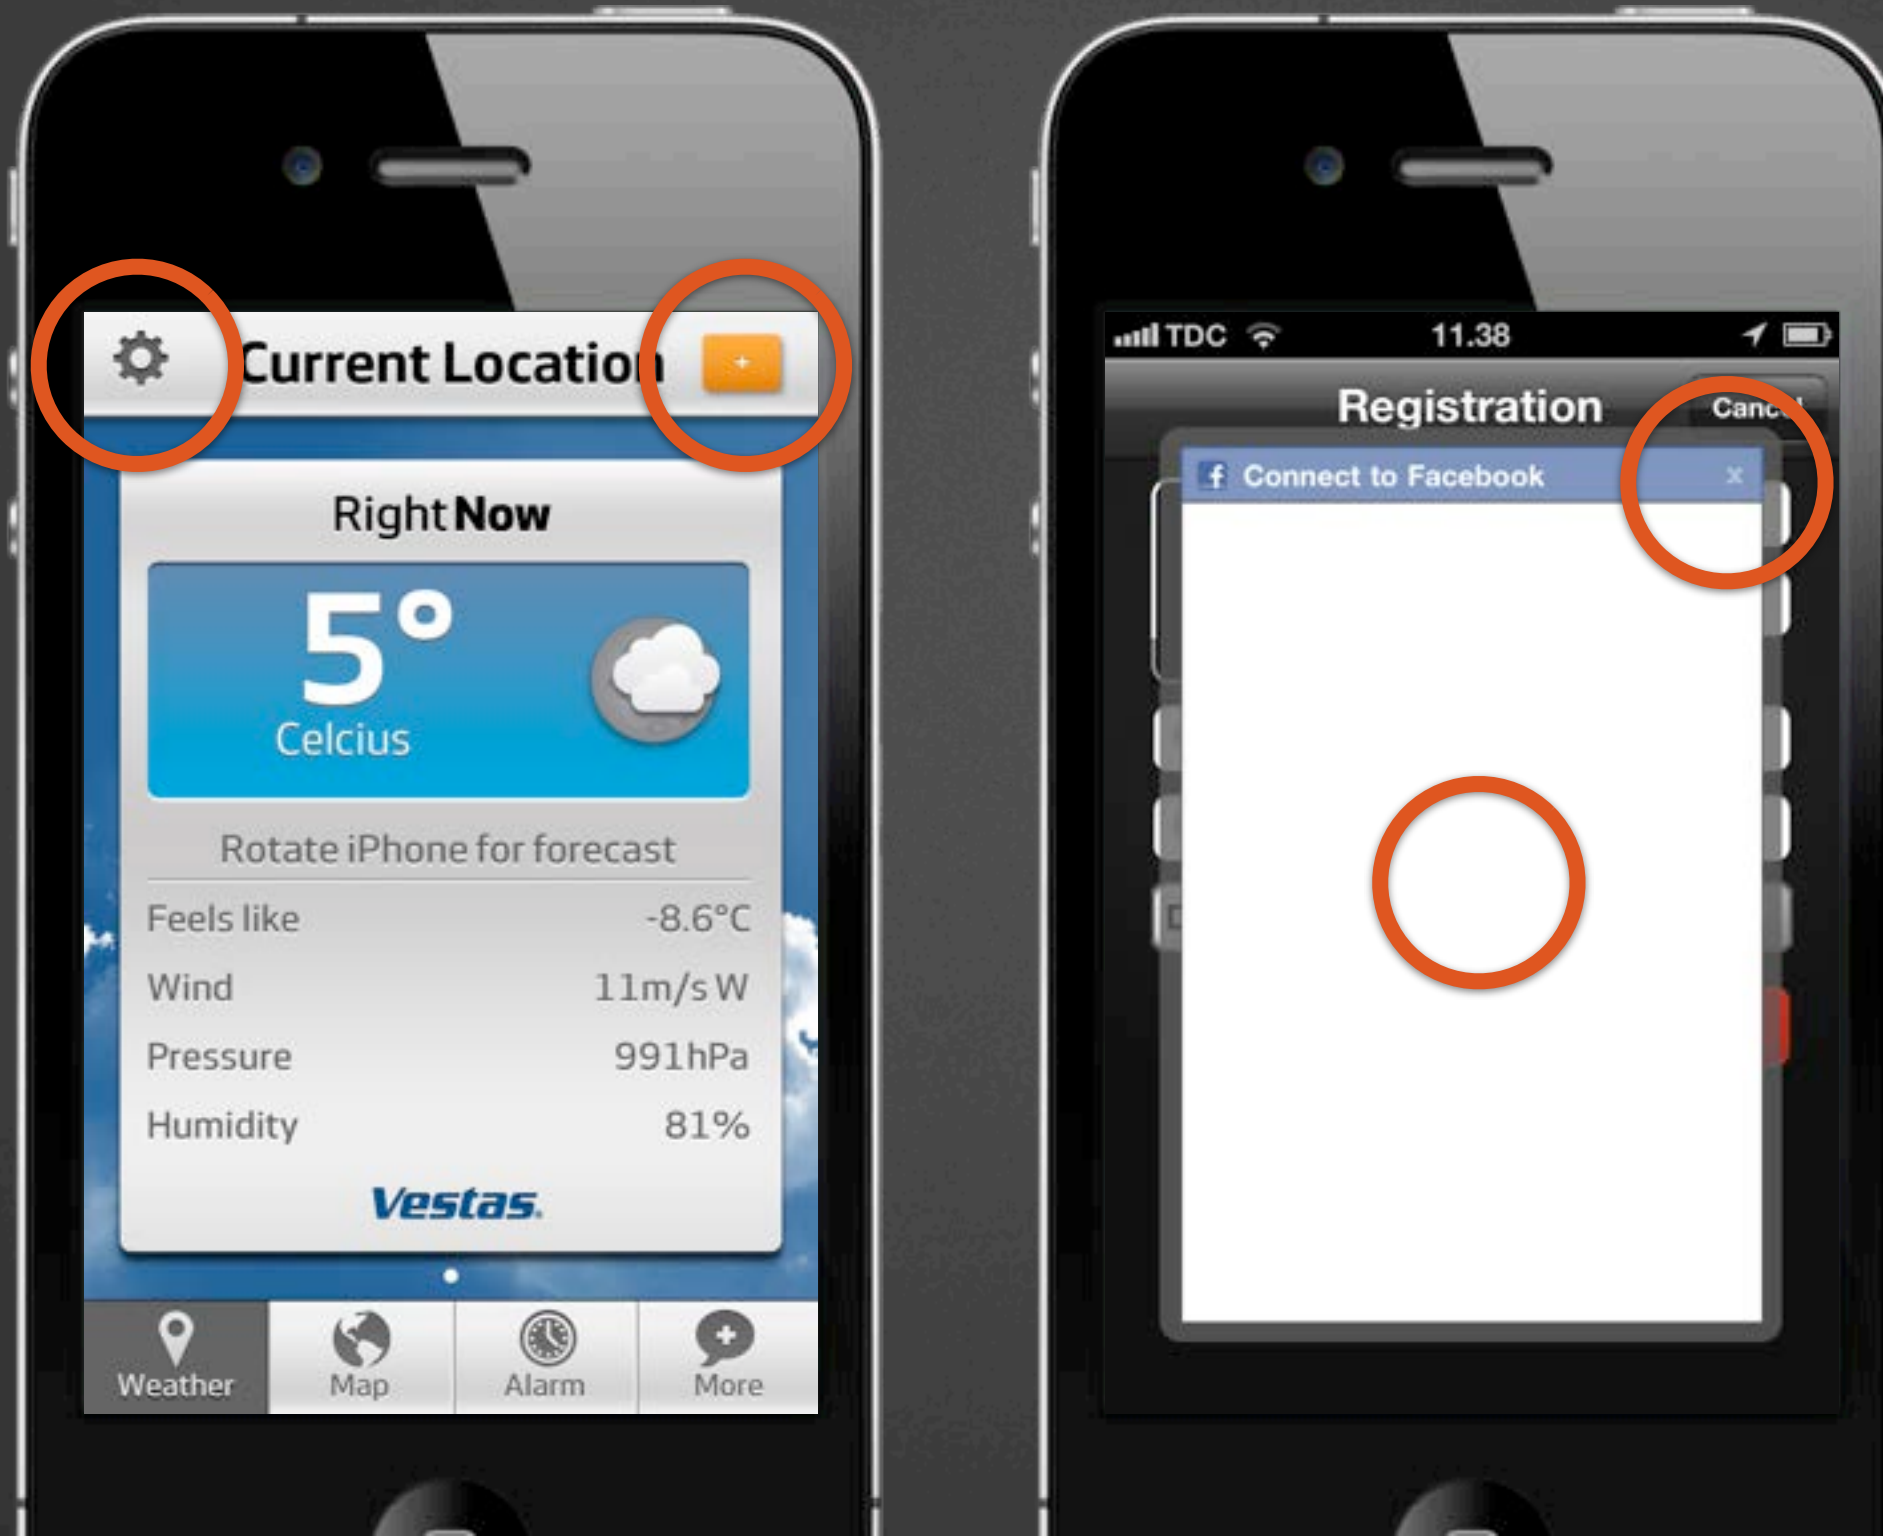 Current Location
+
Right Now
5°
Celcius
Rotate iPhone for forecast
Feels like -8.6°C
Wind 11m/s W
Pressure 991hPa
Humidity 81%
Vestas.
Weather Map Alarm More
TDC 11.38
Registration Cancel
f Connect to Facebook x